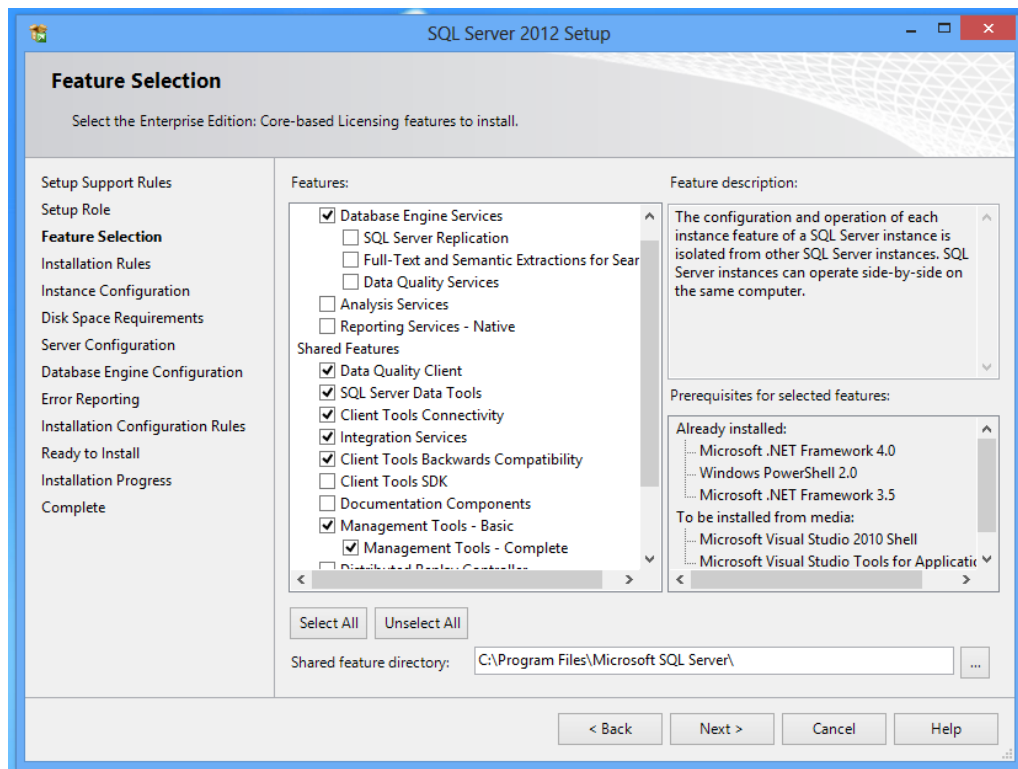 SQL Server 2012 Setup
Feature Selection
Select the Enterprise Edition: Core-based Licensing features to install.
Setup Support Rules
Setup Role
Feature Selection
Installation Rules
Instance Configuration
Disk Space Requirements
Server Configuration
Database Engine Configuration
Error Reporting
Installation Configuration Rules
Ready to Install
Installation Progress
Complete
Features:
Database Engine Services
SQL Server Replication
Full-Text and Semantic Extractions for Sear
Data Quality Services
Analysis Services
Reporting Services - Native
Shared Features
Data Quality Client
SQL Server Data Tools
Client Tools Connectivity
Integration Services
Client Tools Backwards Compatibility
Client Tools SDK
Documentation Components
Management Tools - Basic
Management Tools - Complete
Distributed Replay Controller
Feature description:
The configuration and operation of each
instance feature of a SQL Server instance is
isolated from other SQL Server instances. SQL
Server instances can operate side-by-side on
the same computer.
Prerequisites for selected features:
Already installed:
Microsoft .NET Framework 4.0
Windows PowerShell 2.0
Microsoft .NET Framework 3.5
To be installed from media:
Microsoft Visual Studio 2010 Shell
Microsoft Visual Studio Tools for Applicatic
Select All
Unselect All
Shared feature directory:
C:\Program Files\Microsoft SQL Server\
...
< Back
Next >
Cancel
Help